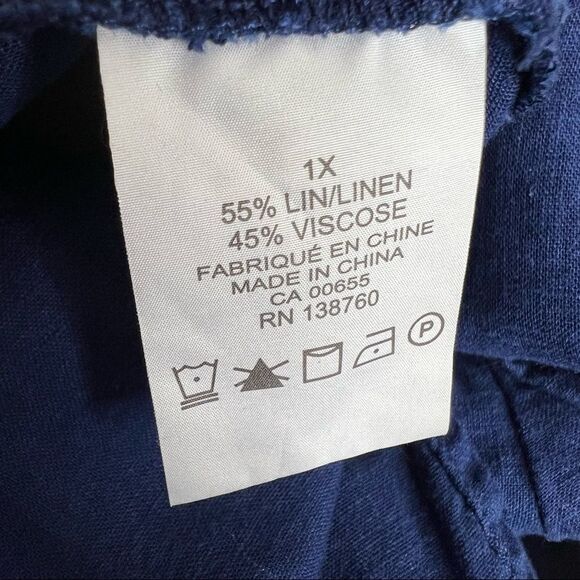 1X
55% LIN/LINEN
45% VISCOSE
FABRIQUÉ EN CHINE
MADE IN CHINA
CA 00655
RN 138760
P